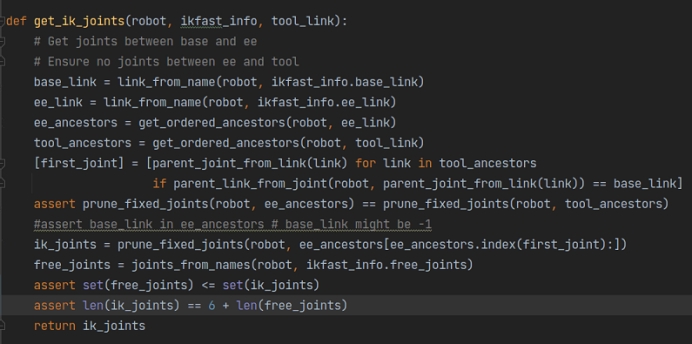 def get_ik_joints(robot, ikfast_info, tool_link):
    # Get joints between base and ee
    # Ensure no joints between ee and tool
    base_link = link_from_name(robot, ikfast_info.base_link)
    ee_link = link_from_name(robot, ikfast_info.ee_link)
    ee_ancestors = get_ordered_ancestors(robot, ee_link)
    tool_ancestors = get_ordered_ancestors(robot, tool_link)
    [first_joint] = [parent_joint_from_link(link) for link in tool_ancestors
                     if parent_link_from_joint(robot, parent_joint_from_link(link)) == base_link]
    assert prune_fixed_joints(robot, ee_ancestors) == prune_fixed_joints(robot, tool_ancestors)
    #assert base_link in ee_ancestors # base_link might be -1
    ik_joints = prune_fixed_joints(robot, ee_ancestors[ee_ancestors.index(first_joint):])
    free_joints = joints_from_names(robot, ikfast_info.free_joints)
    assert set(free_joints) <= set(ik_joints)
    assert len(ik_joints) == 6 + len(free_joints)
    return ik_joints